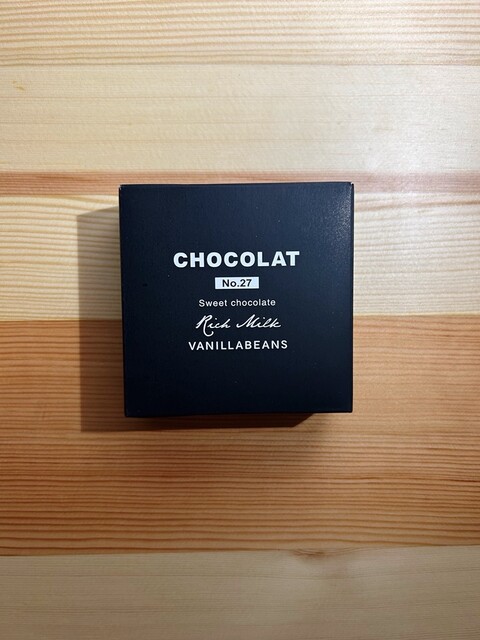 CHOCOLAT
No.27
Sweet chocolate
Rich Milk
VANILLABEANS